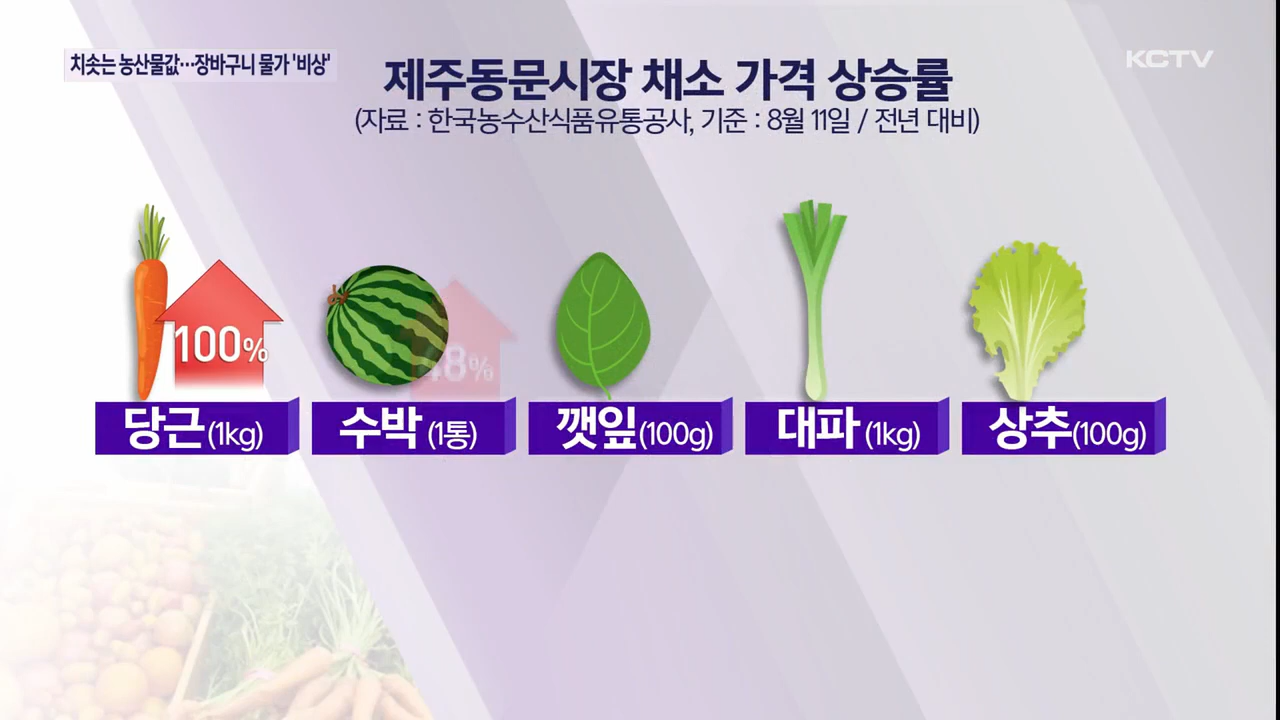 치솟는 농산물값…장바구니 물가 '비상'
KCTV
제주동문시장 채소 가격 상승률
(자료 : 한국농수산식품유통공사, 기준 : 8월 11일 / 전년 대비)
100%
48%
당근(1kg)
수박 (1통)
깻잎(100g)
대파 (1kg)
상추(100g)